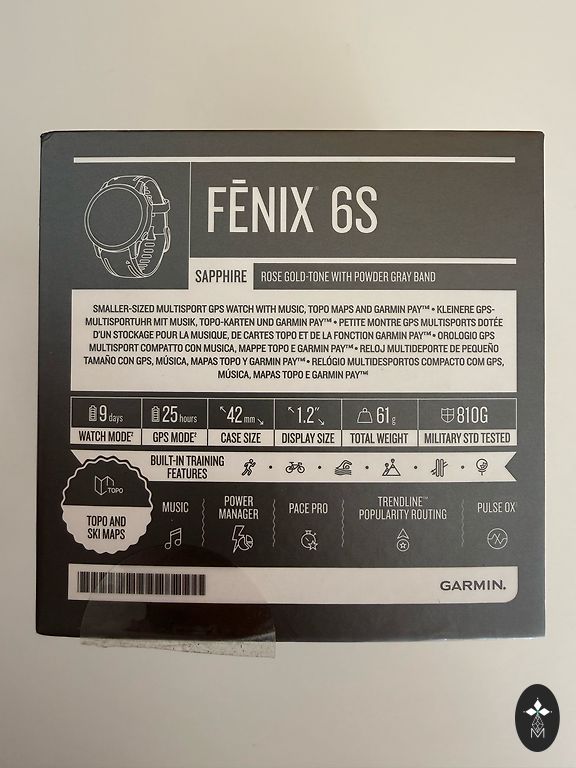 FĒNIX® 6S
SAPPHIRE ROSE GOLD-TONE WITH POWDER GRAY BAND
SMALLER-SIZED MULTISPORT GPS WATCH WITH MUSIC, TOPO MAPS AND GARMIN PAY™ • KLEINERE GPS-
MULTISPORTUHR MIT MUSIK, TOPO-KARTEN UND GARMIN PAY™ • PETITE MONTRE GPS MULTISPORTS DOTÉE
D'UN STOCKAGE POUR LA MUSIQUE, DE CARTES TOPO ET DE LA FONCTION GARMIN PAY™ • OROLOGIO GPS
MULTISPORT COMPATTO CON MUSICA, MAPPE TOPO E GARMIN PAY™ • RELOJ MULTIDEPORTE DE PEQUEÑO
TAMAÑO CON GPS, MÚSICA, MAPAS TOPO Y GARMIN PAY™ • RELÓGIO MULTIDESPORTOS COMPACTO COM GPS,
MÚSICA, MAPAS TOPO E GARMIN PAY™
9 days 25 hours 42 mm 1.2" 61 g 810G
WATCH MODE† GPS MODE† CASE SIZE DISPLAY SIZE TOTAL WEIGHT MILITARY STD TESTED
BUILT-IN TRAINING
FEATURES
TOPO
TOPO AND
SKI MAPS
MUSIC
POWER
MANAGER
PACE PRO
TRENDLINE™
POPULARITY ROUTING
PULSE OX
GARMIN.